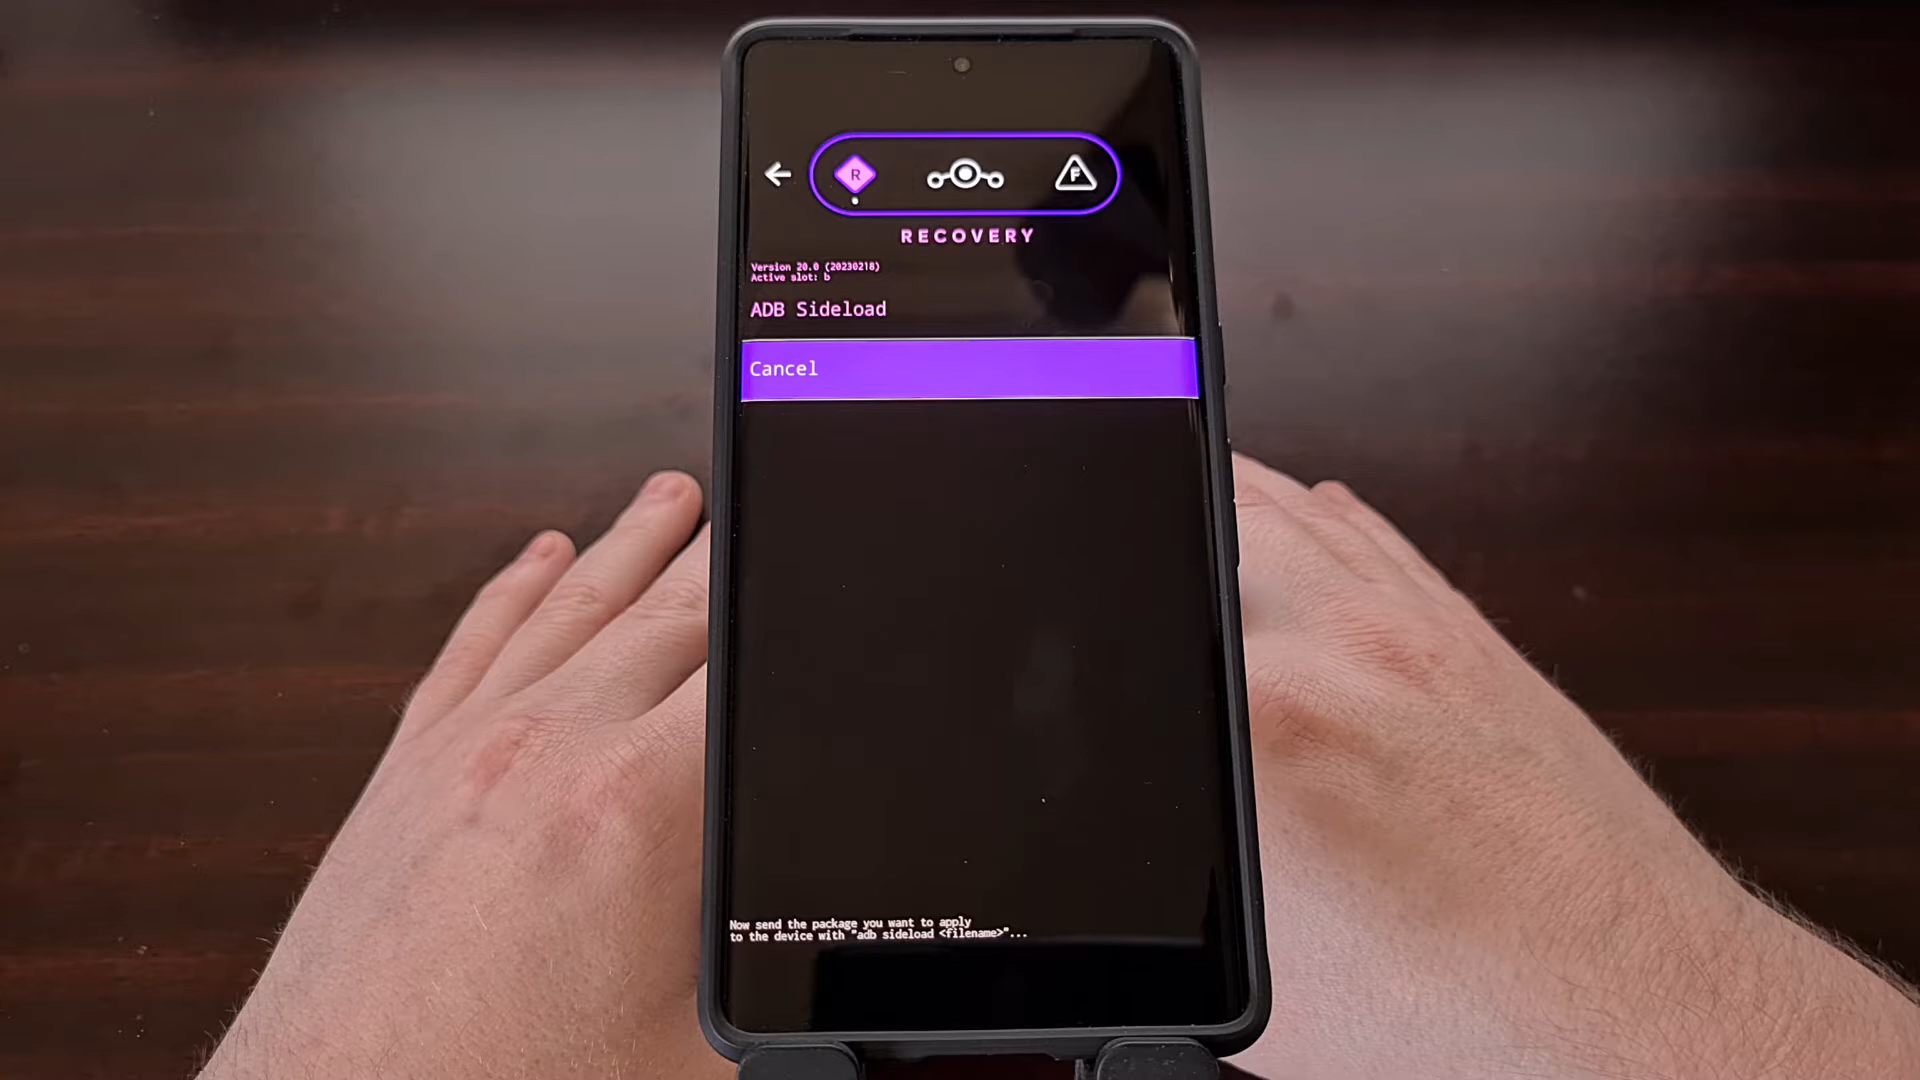 R
F
RECOVERY
Version 20.0 (20230218)
Active slot: b
ADB Sideload
Cancel
Now send the package you want to apply
to the device with "adb sideload <filename>"...